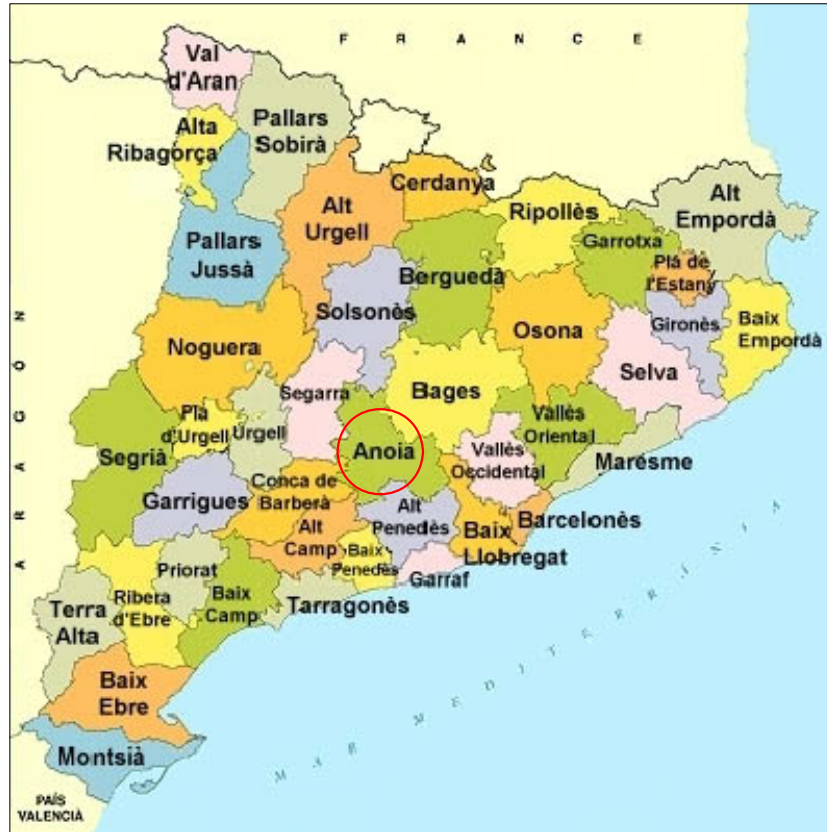 F R A N C E
Val
d'Aran
Pallars
Sobirà
Alta
Ribagorça
Cerdanya
Alt
Urgell
Ripollès
Alt
Empordà
Garrotxa
Pallars
Jussà
Berguedà
Plá de
l'Estany
Solsonès
Osona
Gironès
Baix
Empordà
Noguera
Selva
Segarra
Bages
Pla
d'Urgell
Urgell
Vallès
Oriental
Anoia
Vallès
Occidental
Segrià
Maresme
Garrigues
Conca de
Barberà
Alt
Penedès
Alt
Camp
Baix
Llobregat
Barcelonès
Baix
Penedès
Garraf
Priorat
Baix
Camp
Tarragonès
Ribera
d'Ebre
Terra
Alta
Baix
Ebre
Montsià
A R A G Ó N
MAR MEDITERRÍNIA
PAÍS
VALENCIÀ